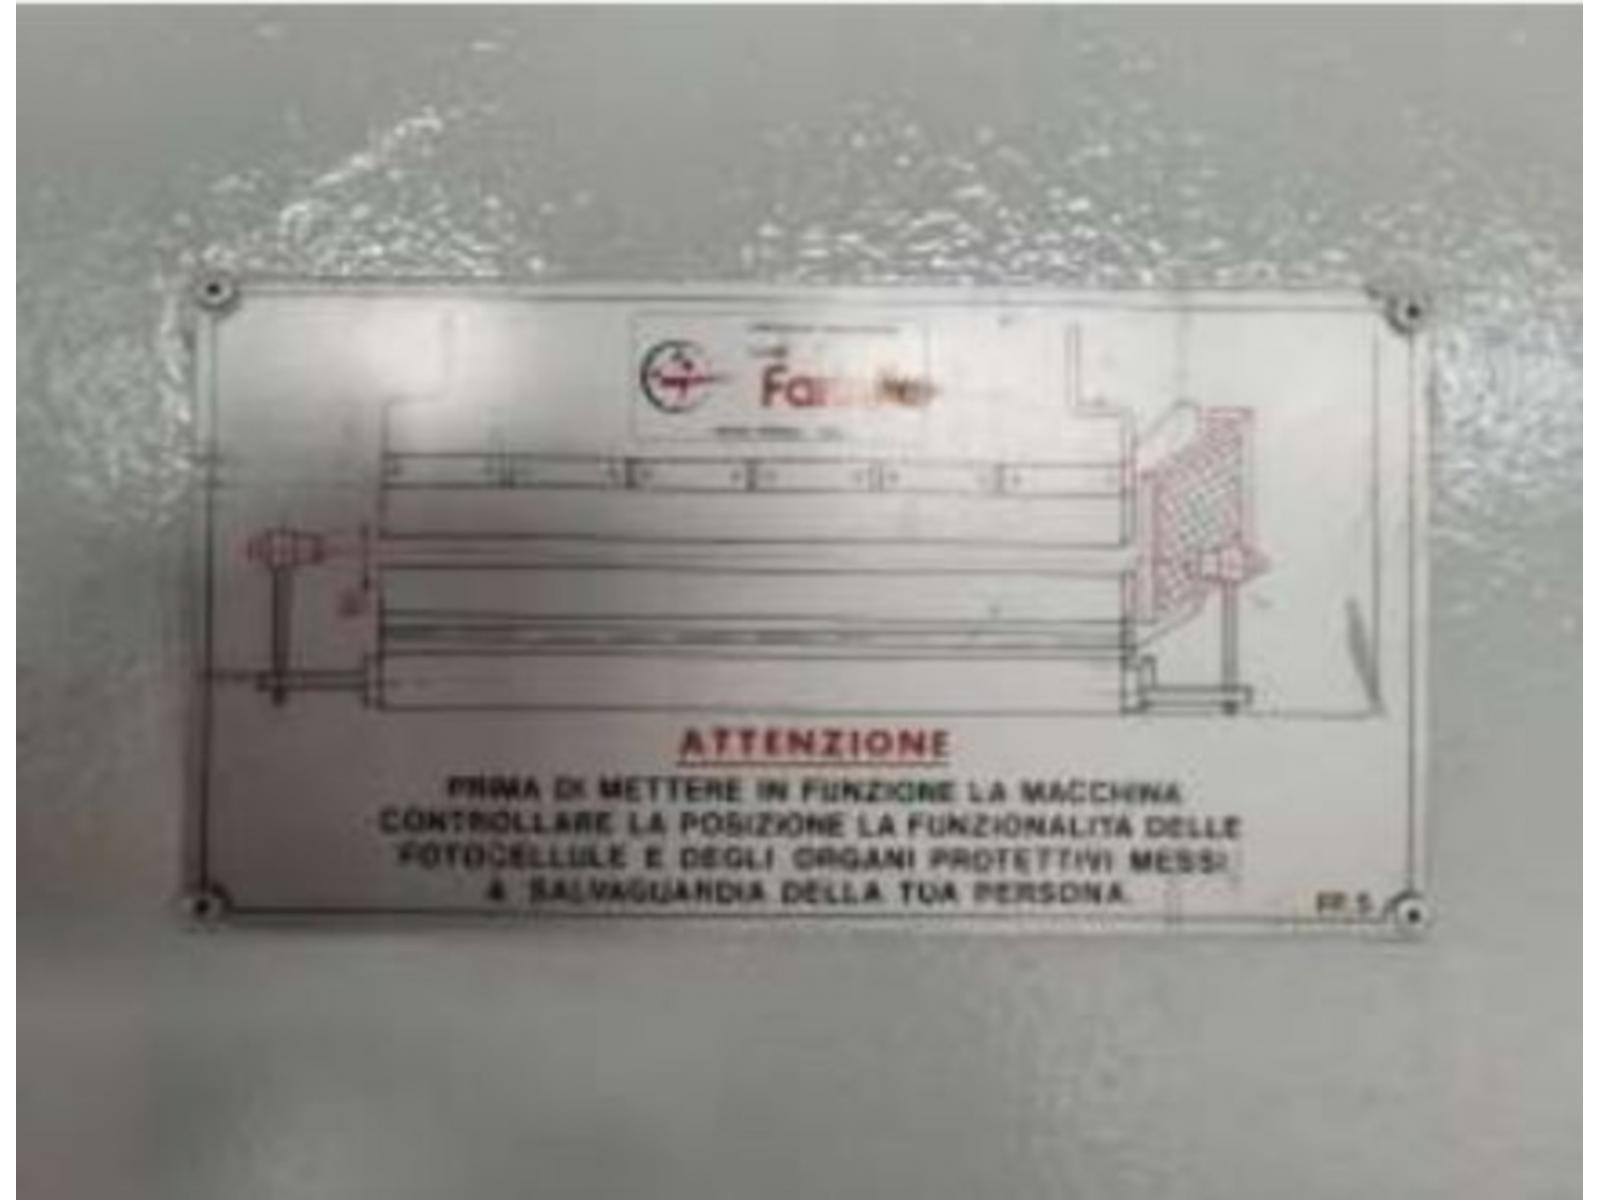 ATTENZIONE
PRIMA DI METTERE IN FUNZIONE LA MACCHINA
CONTROLLARE LA POSIZIONE LA FUNZIONALITA DELLE
FOTOCELLULE E DEGLI ORGANI PROTETTIVI MESSI
A SALVAGUARDIA DELLA TUA PERSONA